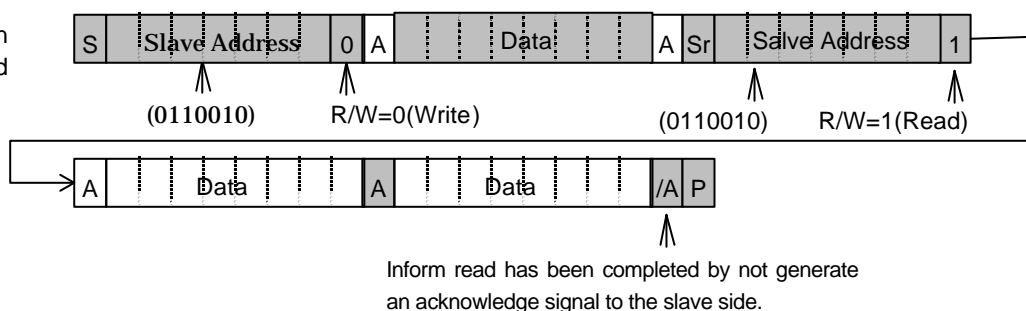 S Slave Address 0 A Data A Sr Salve Address 1
(0110010) R/W=0(Write) (0110010) R/W=1(Read)
A Data A Data /A P
Inform read has been completed by not generate
an acknowledge signal to the slave side.